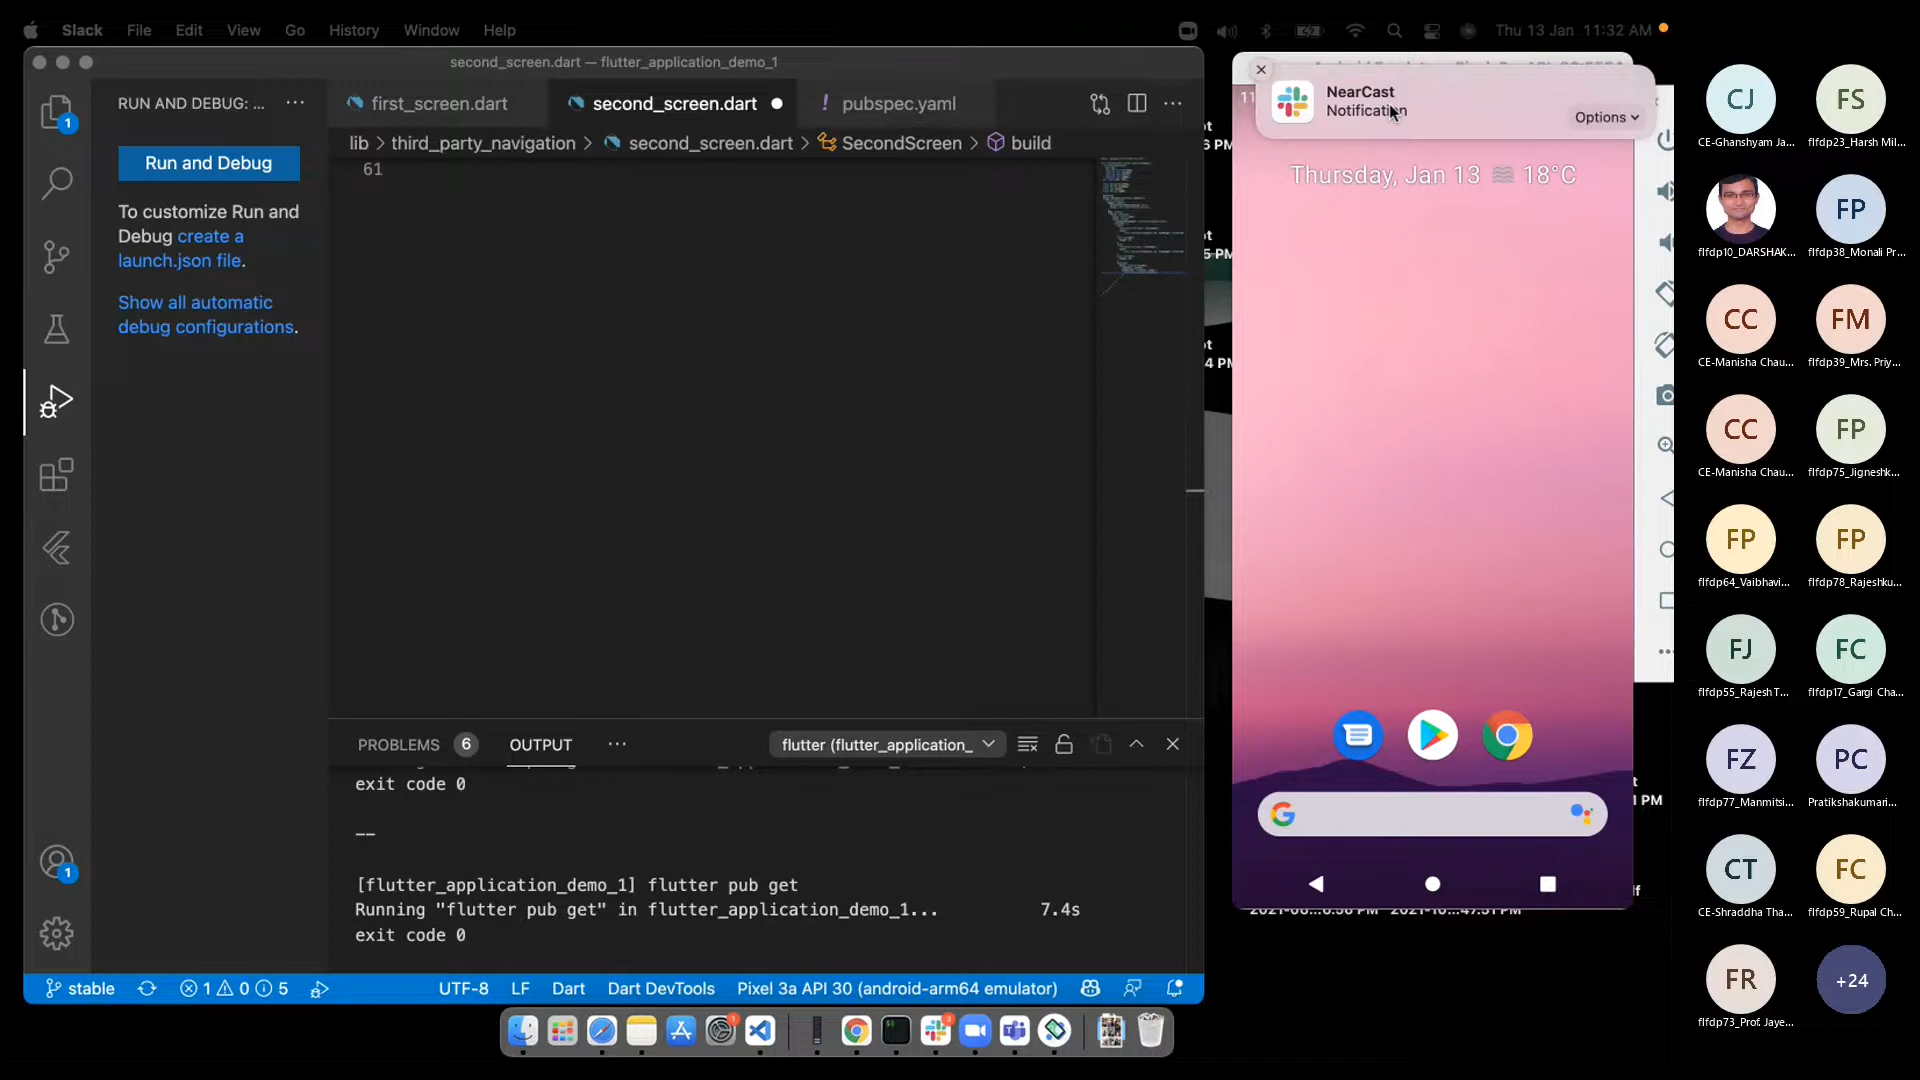 Slack File Edit View Go History Window Help
Thu 13 Jan 11:32 AM
second_screen.dart — flutter_application_demo_1
RUN AND DEBUG: ...
1
Run and Debug
To customize Run and
Debug create a
launch.json file.
Show all automatic
debug configurations.
1
first_screen.dart
second_screen.dart
! pubspec.yaml
lib > third_party_navigation > second_screen.dart > SecondScreen > build
61
PROBLEMS 6 OUTPUT ...
flutter (flutter_application_
exit code 0
——
[flutter_application_demo_1] flutter pub get
Running "flutter pub get" in flutter_application_demo_1... 7.4s
exit code 0
stable 1 0 5 UTF-8 LF Dart Dart DevTools Pixel 3a API 30 (android-arm64 emulator)
NearCast
Notification
Options
11
Thursday, Jan 13 18°C
CJ
CE-Ghanshyam Ja...
FS
flfdp23_Harsh Mil...
flfdp10_DARSHAK...
FP
flfdp38_Monali Pr...
CC
CE-Manisha Chau...
FM
flfdp39_Mrs. Priy...
CC
CE-Manisha Chau...
FP
flfdp75_Jigneshk...
FP
flfdp64_Vaibhavi...
FP
flfdp78_Rajeshku...
FJ
flfdp55_Rajesh T...
FC
flfdp17_Gargi Cha...
FZ
flfdp77_Manmitsi...
PC
Pratikshakumari...
CT
CE-Shraddha Tha...
FC
flfdp59_Rupal Ch...
FR
flfdp73_Prof. Jaye...
+24